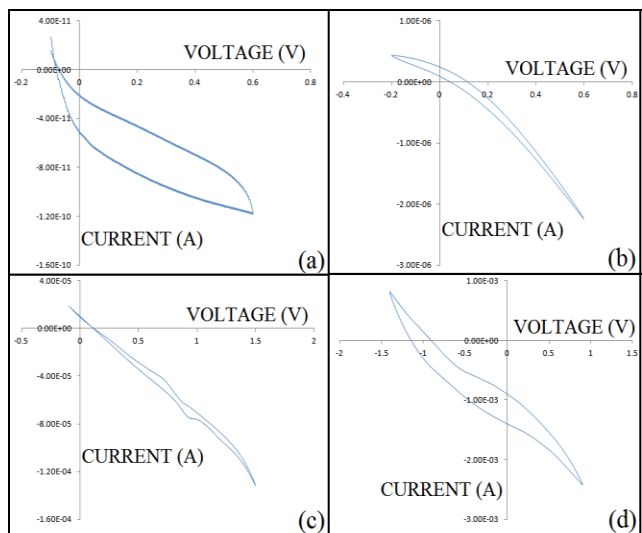 4.00E-11
VOLTAGE (V)
0.00E+00
-0.2 0 0.2 0.4 0.6 0.8
-4.00E-11
-8.00E-11
-1.20E-10
CURRENT (A)
-1.60E-10
(a)
1.00E-06
VOLTAGE (V)
0.00E+00
-0.4 -0.2 0 0.2 0.4 0.6 0.8
-1.00E-06
-2.00E-06
CURRENT (A)
-3.00E-06
(b)
4.00E-05
VOLTAGE (V)
0.00E+00
-0.5 0 0.5 1 1.5 2
-4.00E-05
-8.00E-05
CURRENT (A)
-1.20E-04
-1.60E-04
(c)
1.00E-03
VOLTAGE (V)
0.00E+00
-2 -1.5 -1 -0.5 0 0.5 1 1.5
-1.00E-03
-2.00E-03
CURRENT (A)
-3.00E-03
(d)